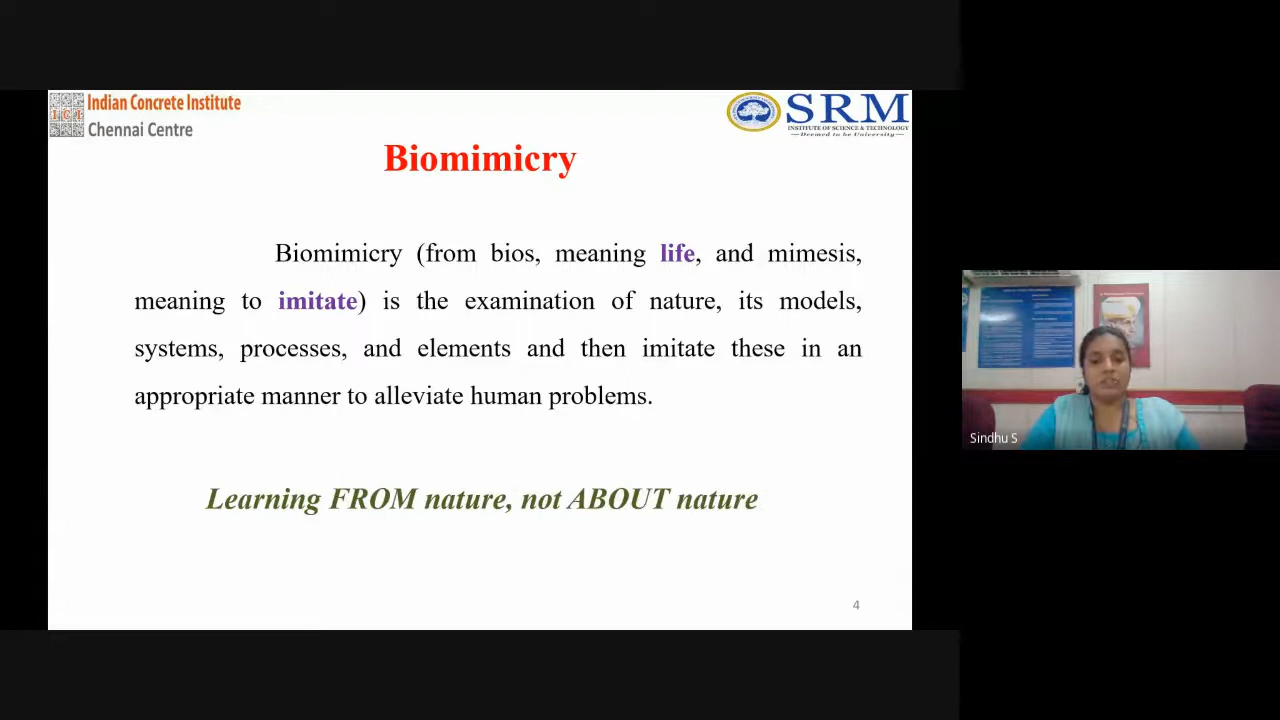 Indian Concrete Institute
Chennai Centre
ICI
SRM
INSTITUTE OF SCIENCE & TECHNOLOGY
Deemed to be University
Biomimicry
Biomimicry (from bios, meaning life, and mimesis,
meaning to imitate) is the examination of nature, its models,
systems, processes, and elements and then imitate these in an
appropriate manner to alleviate human problems.
Learning FROM nature, not ABOUT nature
4
Sindhu S